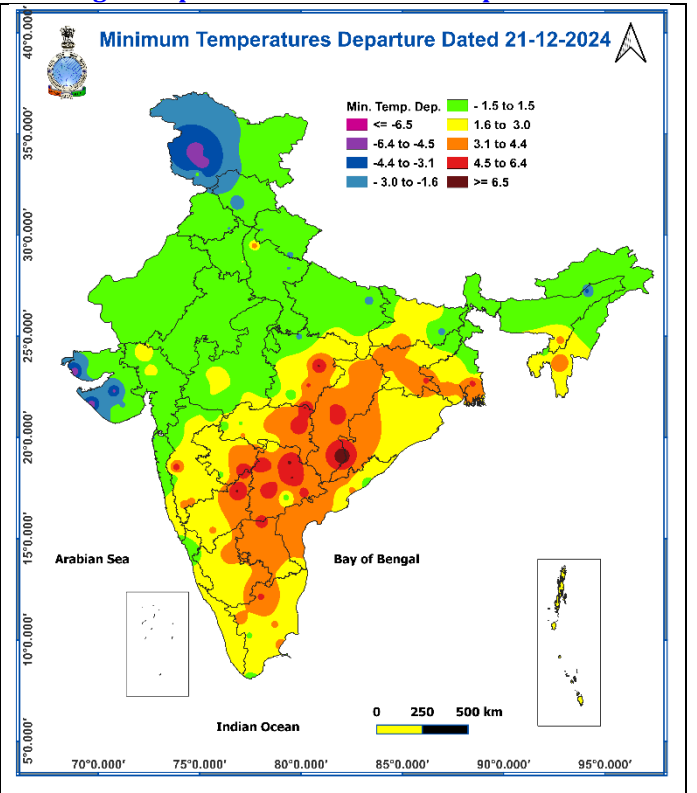 Minimum Temperatures Departure Dated 21-12-2024
Min. Temp. Dep.
<= -6.5
-6.4 to -4.5
-4.4 to -3.1
- 3.0 to -1.6
- 1.5 to 1.5
1.6 to 3.0
3.1 to 4.4
4.5 to 6.4
>= 6.5
40°0.000'
35°0.000'
30°0.000'
25°0.000'
20°0.000'
15°0.000'
10°0.000'
5°0.000'
Arabian Sea
Bay of Bengal
Indian Ocean
0 250 500 km
70°0.000' 75°0.000' 80°0.000' 85°0.000' 90°0.000' 95°0.000'